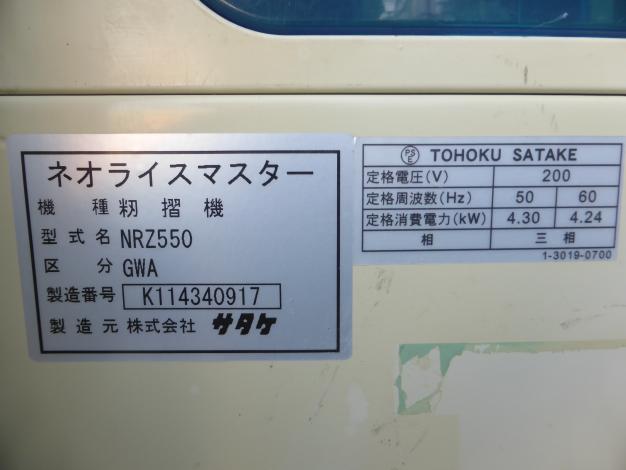 ネオライスマスター
機 種 籾摺機
型式名 NRZ550
区 分 GWA
製造番号 K114340917
製造元 株式会社 サタケ
PSE TOHOKU SATAKE
定格電圧(V) 200
定格周波数(Hz) 50 60
定格消費電力(kW) 4.30 4.24
相 三相
1-3019-0700